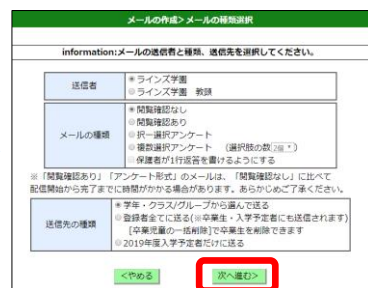 メールの作成>メールの種類選択
information:メールの送信者と種類、送信先を選択してください。
送信者
ラインズ学園
ラインズ学園 教頭
メールの種類
閲覧確認なし
閲覧確認あり
択一選択アンケート
複数選択アンケート (選択肢の数 2個)
保護者が1行返答を書けるようにする
※「閲覧確認あり」「アンケート形式」のメールは、「閲覧確認なし」に比べて
配信開始から完了までに時間がかかる場合があります。あらかじめご了承ください。
送信先の種類
学年・クラス/グループから選んで送る
登録者全てに送る(※卒業生・入学予定者にも送信されます)
[卒業児童の一括削除]で卒業生を削除できます
2019年度入学予定者だけに送る
<やめる
次へ進む>